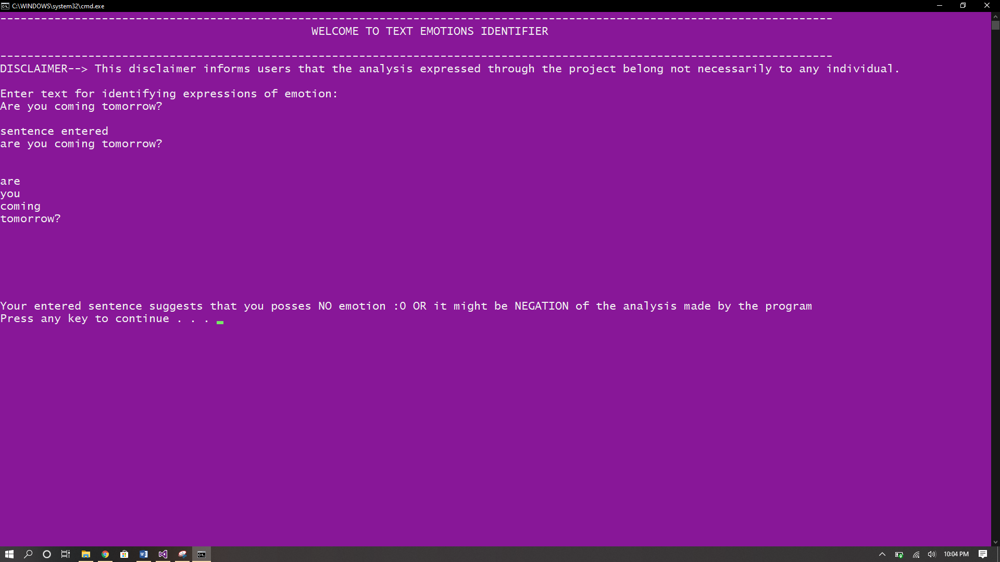 C:\WINDOWS\system32\cmd.exe
---------------------------------------------------------------------------------------------------------------------------
WELCOME TO TEXT EMOTIONS IDENTIFIER
---------------------------------------------------------------------------------------------------------------------------
DISCLAIMER--> This disclaimer informs users that the analysis expressed through the project belong not necessarily to any individual.
Enter text for identifying expressions of emotion:
Are you coming tomorrow?
sentence entered
are you coming tomorrow?
are
you
coming
tomorrow?
Your entered sentence suggests that you posses NO emotion :O OR it might be NEGATION of the analysis made by the program
Press any key to continue . . .
10:04 PM